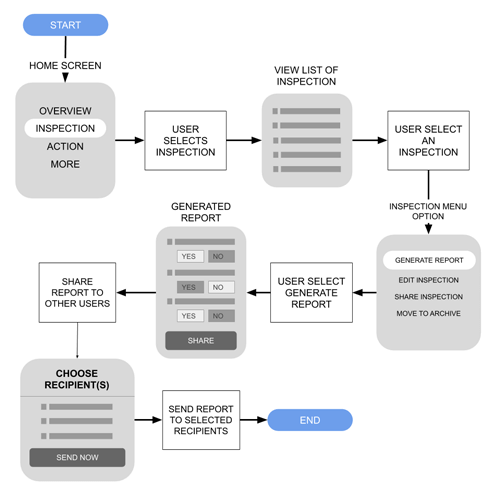 START
HOME SCREEN
OVERVIEW
INSPECTION
ACTION
MORE
USER
SELECTS
INSPECTION
VIEW LIST OF
INSPECTION
USER SELECT
AN
INSPECTION
INSPECTION MENU
OPTION
GENERATE REPORT
EDIT INSPECTION
SHARE INSPECTION
MOVE TO ARCHIVE
USER SELECT
GENERATE
REPORT
GENERATED
REPORT
YES NO
YES NO
YES NO
SHARE
SHARE
REPORT TO
OTHER USERS
CHOOSE
RECIPIENT(S)
SEND NOW
SEND REPORT
TO SELECTED
RECIPIENTS
END